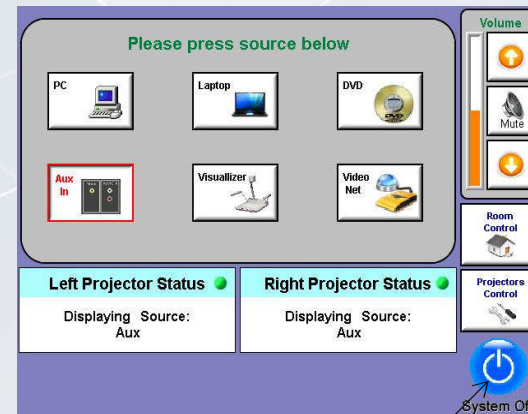 Please press source below
PC
Laptop
DVD
Aux
In
Visuallizer
Video
Net
Left Projector Status
Displaying Source:
Aux
Right Projector Status
Displaying Source:
Aux
Volume
Mute
Room
Control
Projectors
Control
System Of